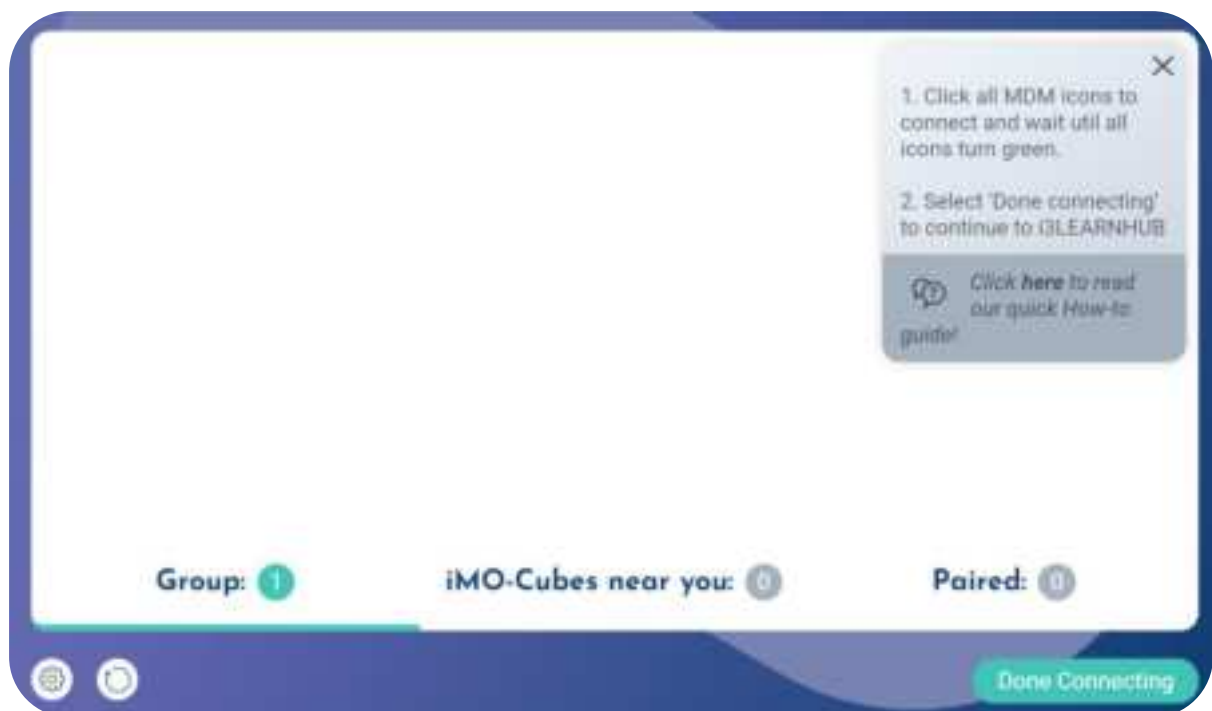 1. Click all MDM icons to
connect and wait util all
icons turn green.
2. Select 'Done connecting'
to continue to i3LEARNHUB
Click here to read
our quick How-to
guide!
Group: 1
iMO-Cubes near you: 0
Paired: 0
Done Connecting